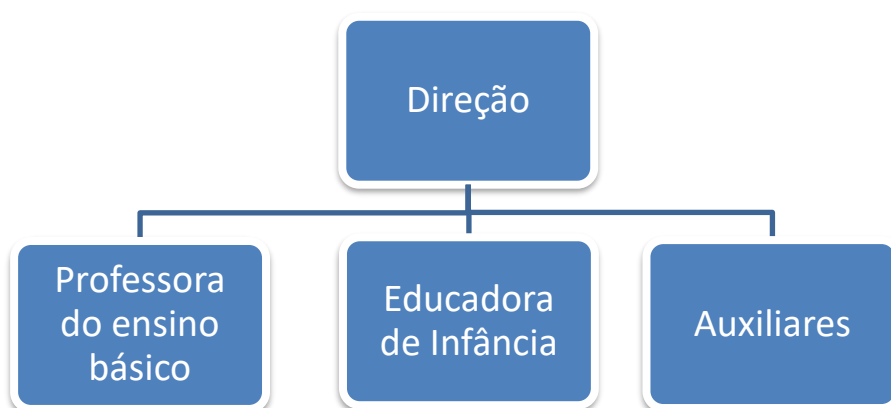 Direção
Professora
do ensino
básico
Educadora
de Infância
Auxiliares